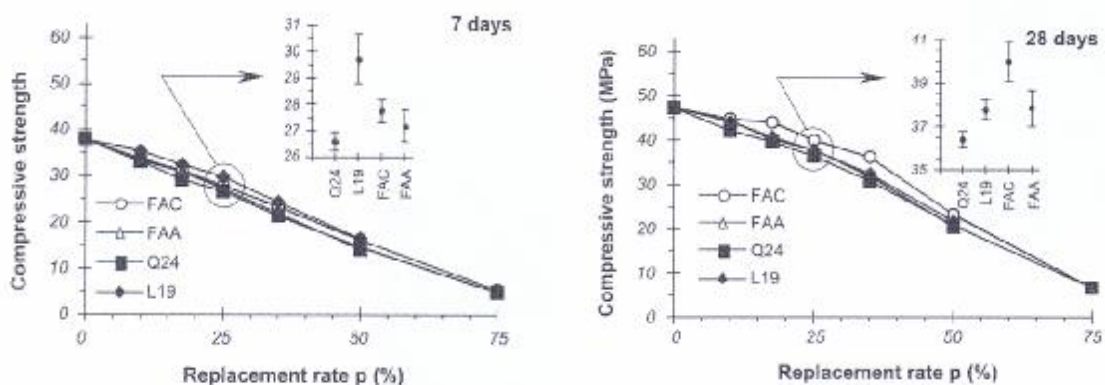 7 days
Compressive strength
60
50
40
30
20
10
0
0
25
50
75
Replacement rate p (%)
FAC
FAA
Q24
L19
31
30
29
28
27
26
Q24
L19
FAC
FAA
28 days
Compressive strength (MPa)
60
50
40
30
20
10
0
0
25
50
75
Replacement rate p (%)
FAC
FAA
Q24
L19
41
39
37
35
Q24
L19
FAC
FAA